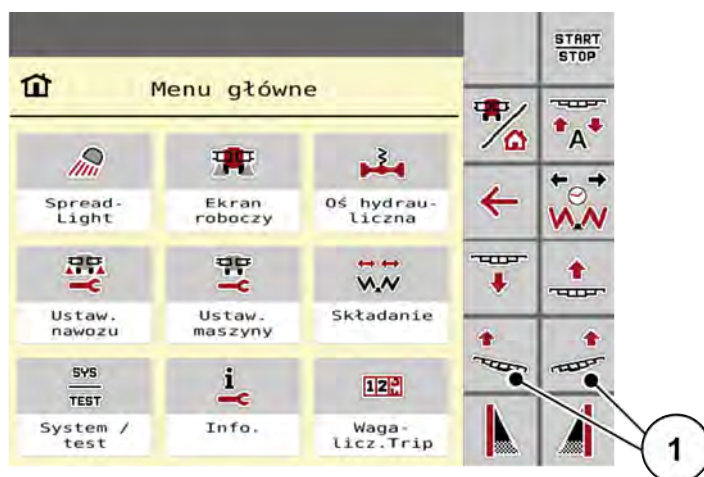 START
STOP
Menu główne
A
Spread-
Light
Ekran
roboczy
Oś hydrau-
liczna
Ustaw.
nawozu
Ustaw.
maszyny
Składanie
SYS
TEST
System /
test
i
Info.
Waga-
licz.Trip
1